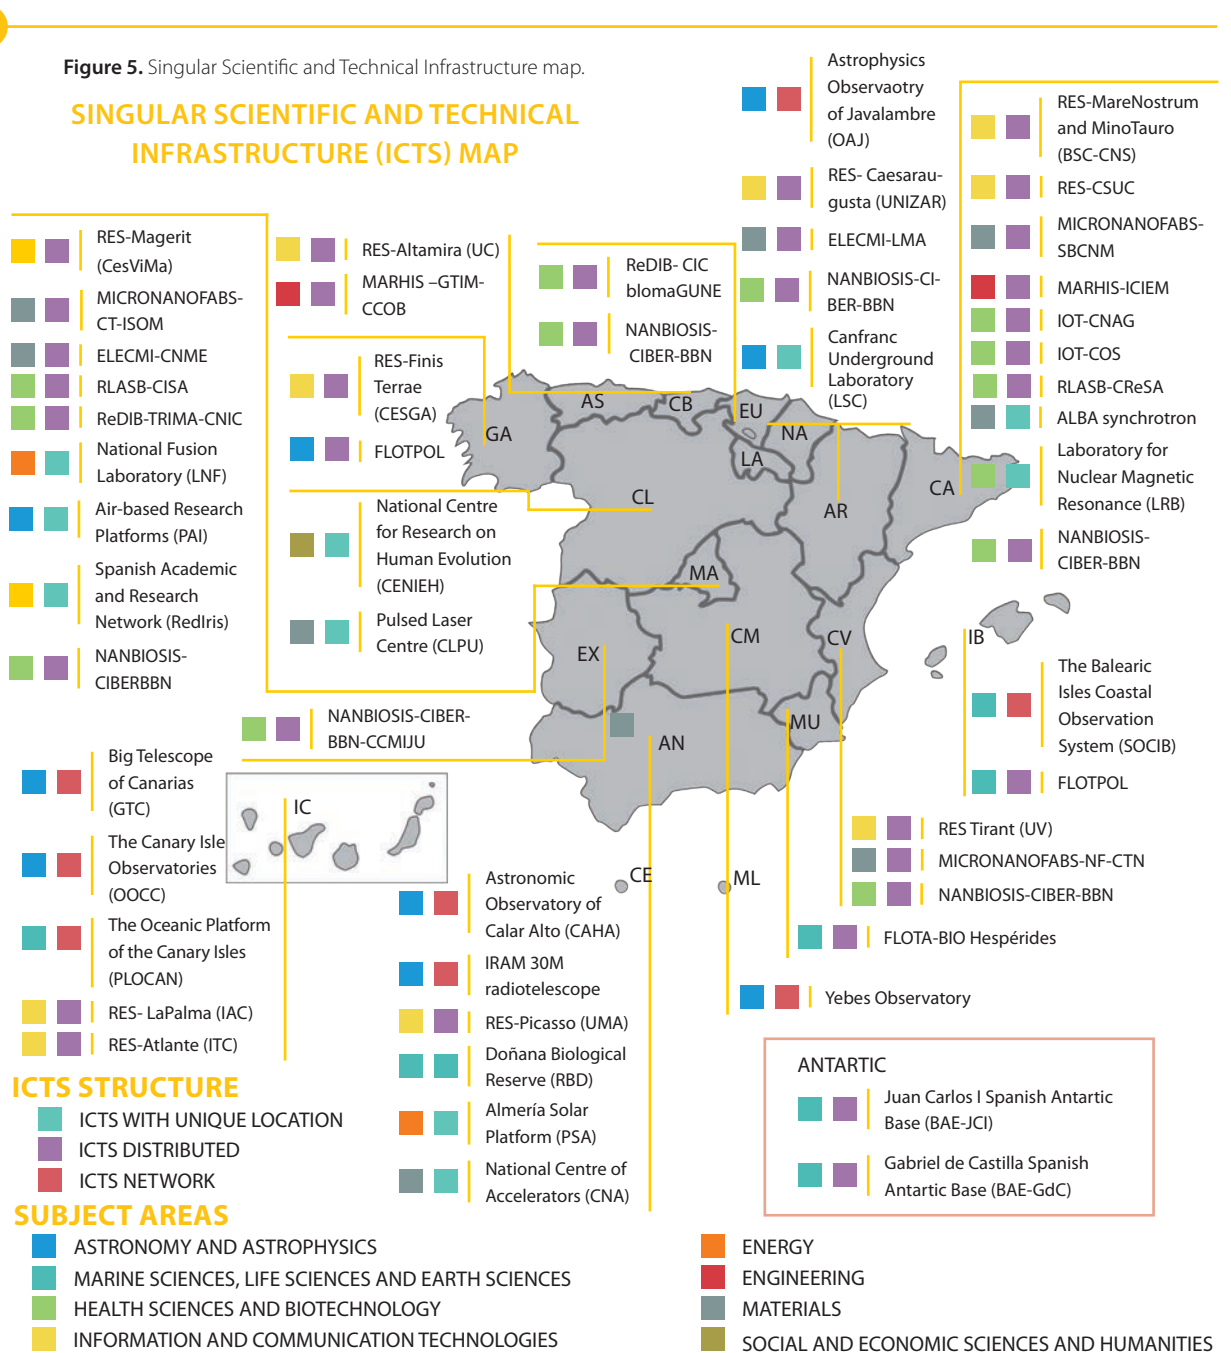 Figure 5. Singular Scientific and Technical Infrastructure map.
SINGULAR SCIENTIFIC AND TECHNICAL
INFRASTRUCTURE (ICTS) MAP
RES-Magerit
(CesViMa)
MICRONANOFABS-
CT-ISOM
ELECMI-CNME
RLASB-CISA
ReDIB-TRIMA-CNIC
National Fusion
Laboratory (LNF)
Air-based Research
Platforms (PAI)
Spanish Academic
and Research
Network (RedIris)
NANBIOSIS-
CIBERBBN
RES-Altamira (UC)
MARHIS –GTIM-
CCOB
RES-Finis
Terrae
(CESGA)
FLOTPOL
National Centre
for Research on
Human Evolution
(CENIEH)
Pulsed Laser
Centre (CLPU)
ReDIB- CIC
blomaGUNE
NANBIOSIS-
CIBER-BBN
Astrophysics
Observaotry
of Javalambre
(OAJ)
RES- Caesarau-
gusta (UNIZAR)
ELECMI-LMA
NANBIOSIS-CI-
BER-BBN
Canfranc
Underground
Laboratory
(LSC)
RES-MareNostrum
and MinoTauro
(BSC-CNS)
RES-CSUC
MICRONANOFABS-
SBCNM
MARHIS-ICIEM
IOT-CNAG
IOT-COS
RLASB-CReSA
ALBA synchrotron
Laboratory for
Nuclear Magnetic
Resonance (LRB)
NANBIOSIS-
CIBER-BBN
GA
AS
CB
EU
NA
LA
CL
AR
CA
MA
CM
EX
CV
IB
MU
AN
IC
CE
ML
NANBIOSIS-CIBER-
BBN-CCMIJU
The Balearic
Isles Coastal
Observation
System (SOCIB)
FLOTPOL
Big Telescope
of Canarias
(GTC)
The Canary Isle
Observatories
(OOCC)
The Oceanic Platform
of the Canary Isles
(PLOCAN)
RES- LaPalma (IAC)
RES-Atlante (ITC)
Astronomic
Observatory of
Calar Alto (CAHA)
IRAM 30M
radiotelescope
RES-Picasso (UMA)
Doñana Biological
Reserve (RBD)
Almería Solar
Platform (PSA)
National Centre of
Accelerators (CNA)
RES Tirant (UV)
MICRONANOFABS-NF-CTN
NANBIOSIS-CIBER-BBN
FLOTA-BIO Hespérides
Yebes Observatory
ANTARTIC
Juan Carlos I Spanish Antartic
Base (BAE-JCI)
Gabriel de Castilla Spanish
Antartic Base (BAE-GdC)
ICTS STRUCTURE
ICTS WITH UNIQUE LOCATION
ICTS DISTRIBUTED
ICTS NETWORK
SUBJECT AREAS
ASTRONOMY AND ASTROPHYSICS
MARINE SCIENCES, LIFE SCIENCES AND EARTH SCIENCES
HEALTH SCIENCES AND BIOTECHNOLOGY
INFORMATION AND COMMUNICATION TECHNOLOGIES
ENERGY
ENGINEERING
MATERIALS
SOCIAL AND ECONOMIC SCIENCES AND HUMANITIES